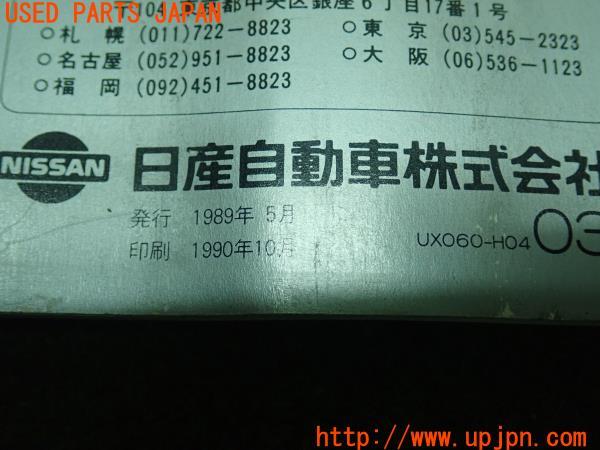 USED PARTS JAPAN
中央区銀座6丁目17番1号
○札 幌 (011)722-8823
○東 京 (03)545-2323
○名古屋 (052)951-8823
○大 阪 (06)536-1123
○福 岡 (092)451-8823
NISSAN
日産自動車株式会社
発行 1989年 5月
印刷 1990年10月
UX060-H04 03
http://www.upjpn.com/